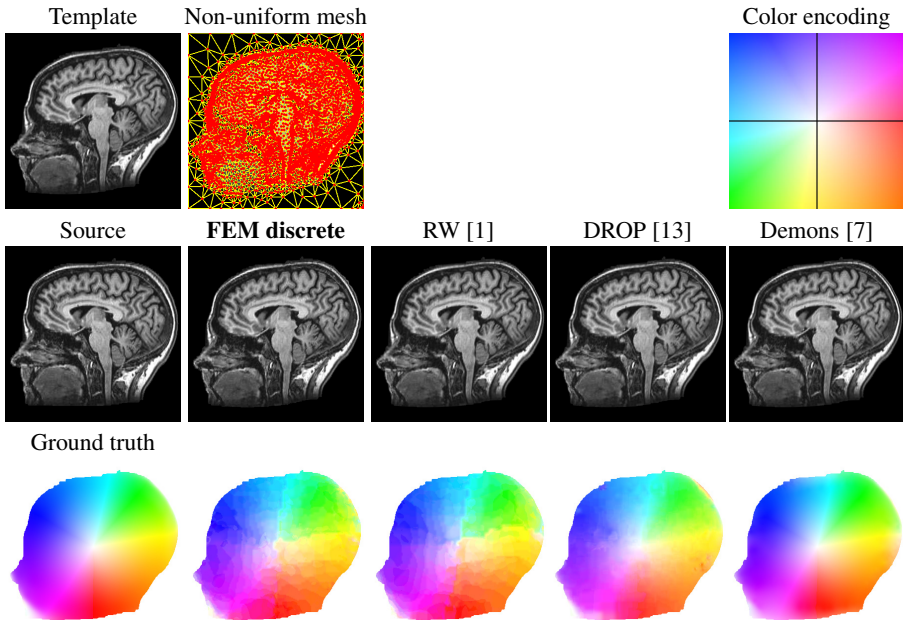 Template
Non-uniform mesh
Color encoding
Source
FEM discrete
RW [1]
DROP [13]
Demons [7]
Ground truth